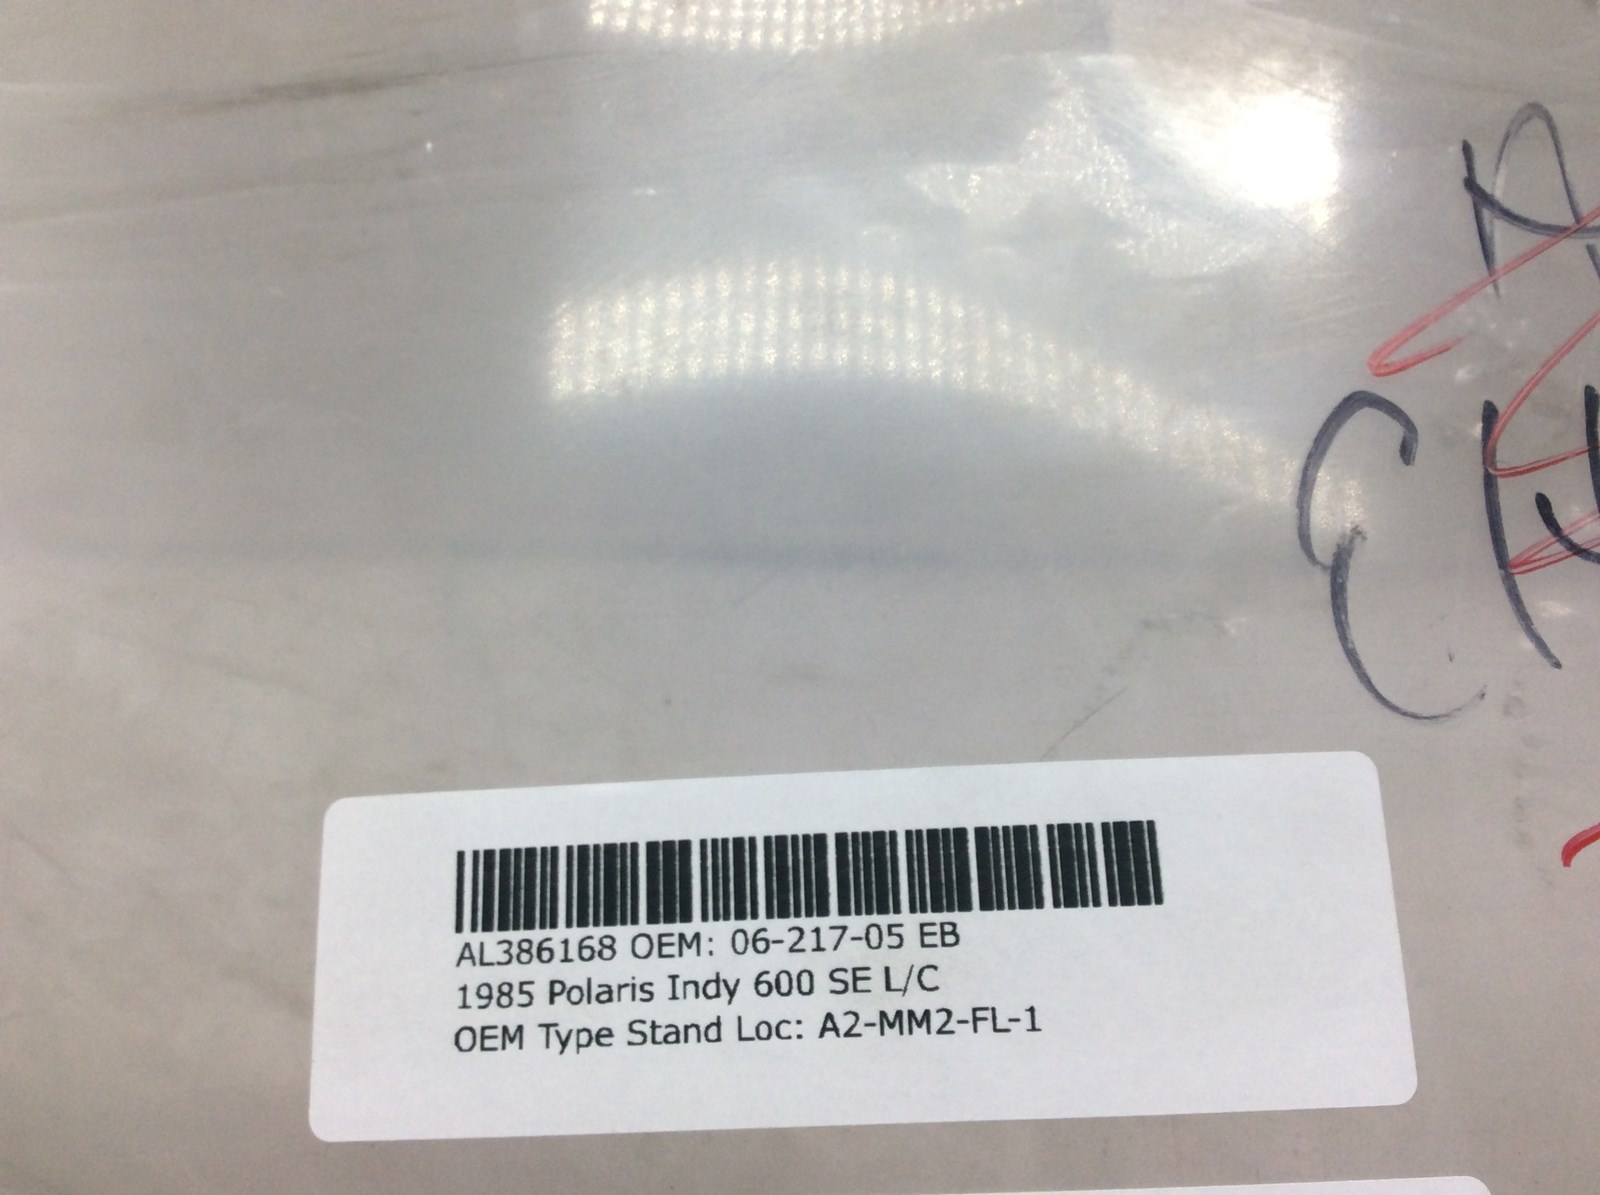 AL386168 OEM: 06-217-05 EB
1985 Polaris Indy 600 SE L/C
OEM Type Stand Loc: A2-MM2-FL-1